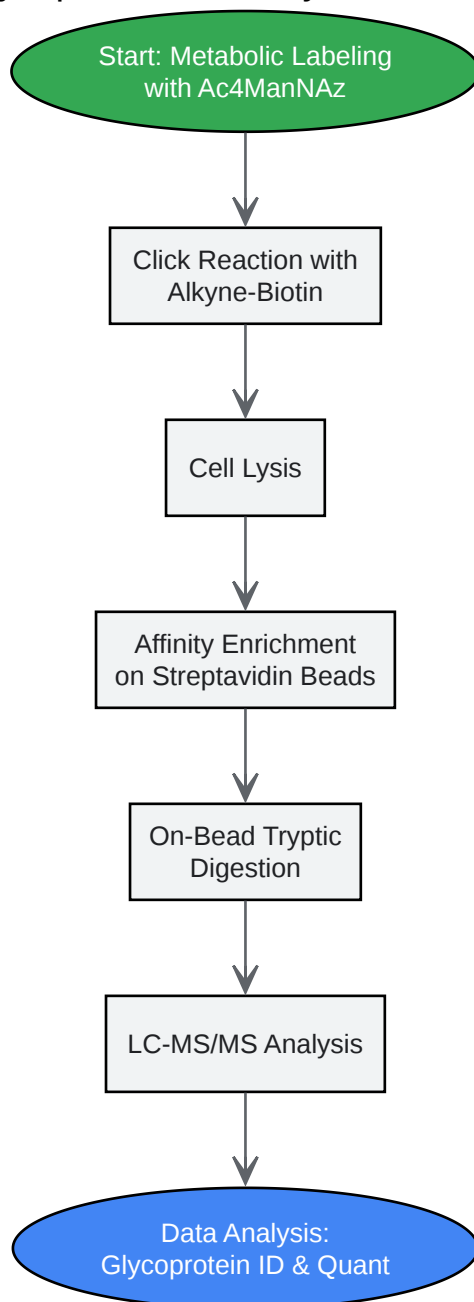 Start: Metabolic Labeling
with Ac4ManNAz
Click Reaction with
Alkyne-Biotin
Cell Lysis
Affinity Enrichment
on Streptavidin Beads
On-Bead Tryptic
Digestion
LC-MS/MS Analysis
Data Analysis:
Glycoprotein ID & Quant